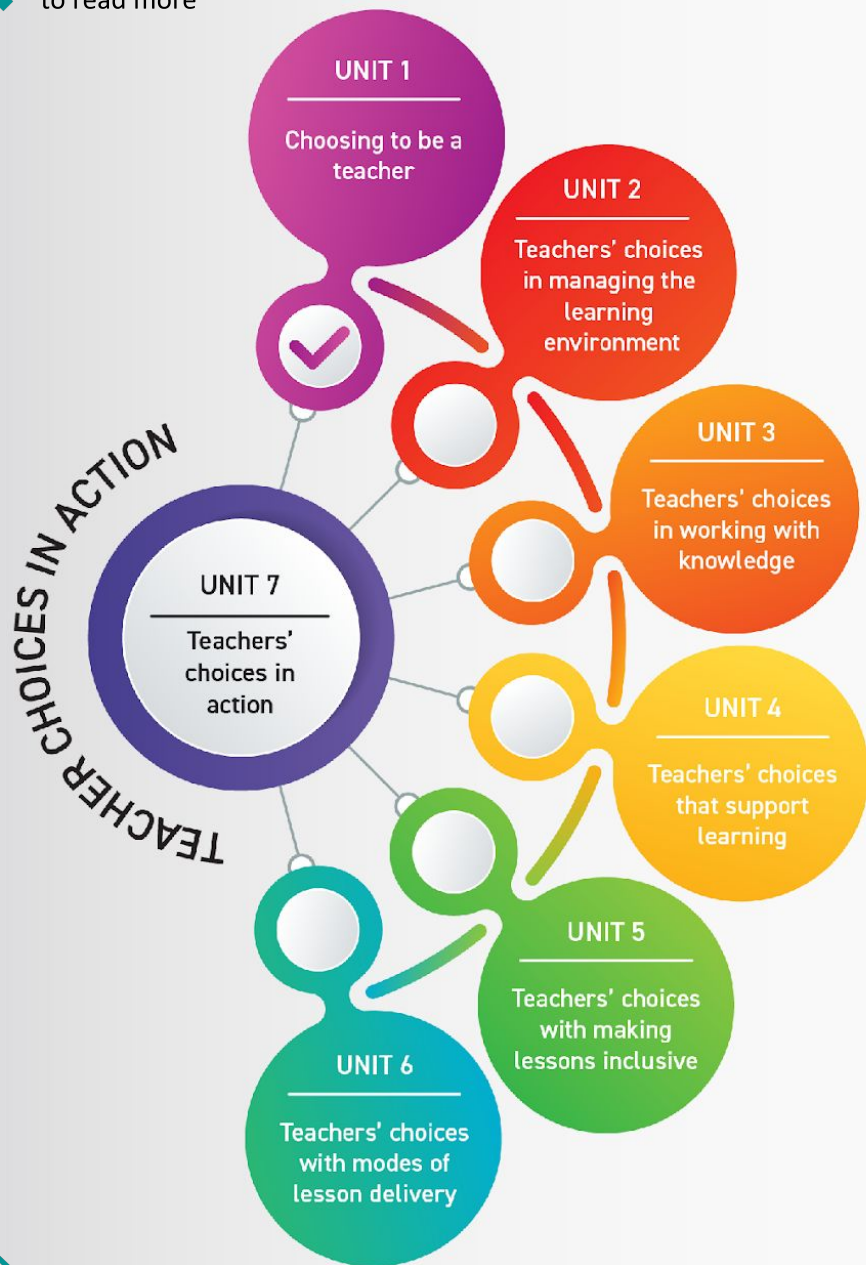 to read more
UNIT 1
Choosing to be a
teacher
UNIT 2
Teachers’ choices
in managing the
learning
environment
UNIT 3
Teachers’ choices
in working with
knowledge
UNIT 4
Teachers’ choices
that support
learning
UNIT 5
Teachers’ choices
with making
lessons inclusive
UNIT 6
Teachers’ choices
with modes of
lesson delivery
UNIT 7
Teachers’
choices in
action
TEACHER CHOICES IN ACTION